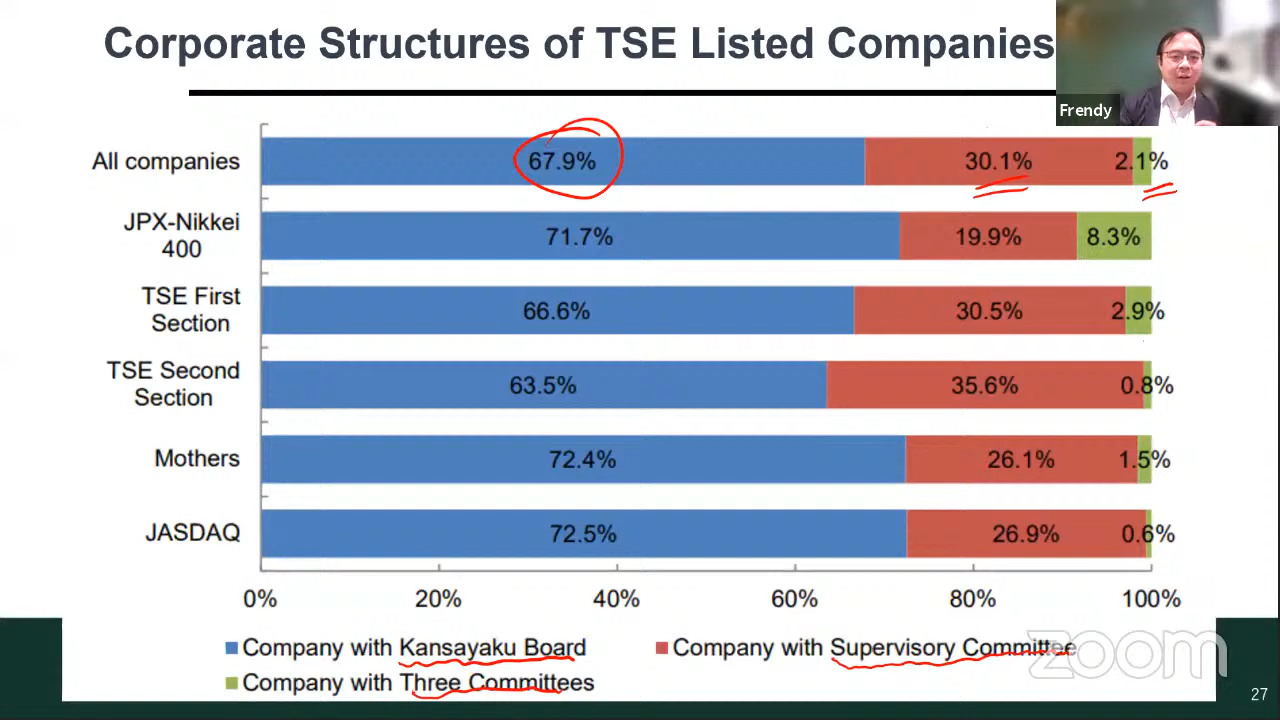 Corporate Structures of TSE Listed Companies
Frendy
All companies
67.9%
30.1%
2.1%
JPX-Nikkei
400
71.7%
19.9%
8.3%
TSE First
Section
66.6%
30.5%
2.9%
TSE Second
Section
63.5%
35.6%
0.8%
Mothers
72.4%
26.1%
1.5%
JASDAQ
72.5%
26.9%
0.6%
0%
20%
40%
60%
80%
100%
Company with Kansayaku Board
Company with Supervisory Committee
Company with Three Committees
zoom
27